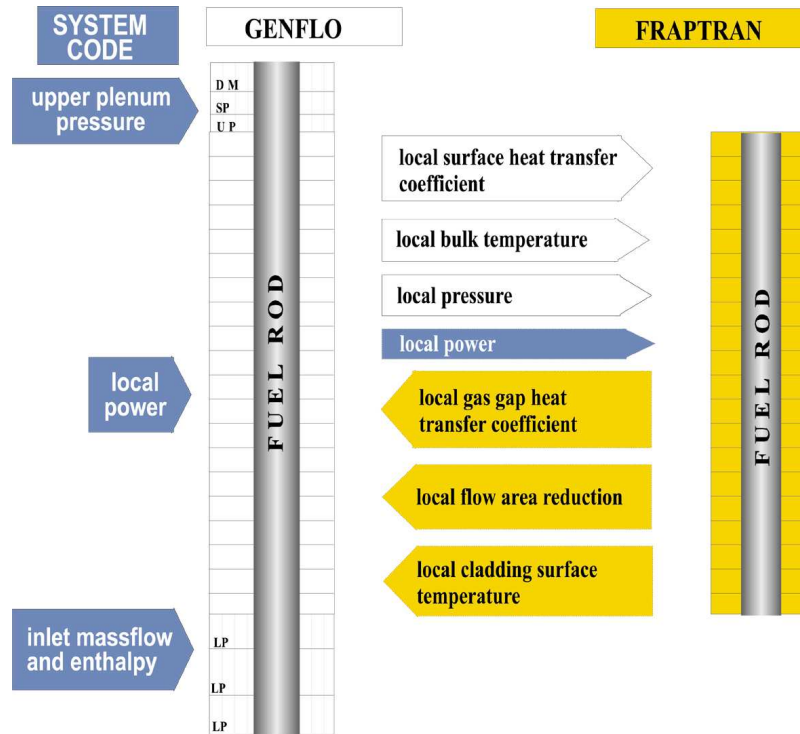 SYSTEM
CODE
GENFLO
FRAPTRAN
upper plenum
pressure
D M
SP
U P
local surface heat transfer
coefficient
local bulk temperature
local pressure
local power
local
power
local gas gap heat
transfer coefficient
local flow area reduction
local cladding surface
temperature
FUEL ROD
FUEL ROD
inlet massflow
and enthalpy
LP
LP
LP